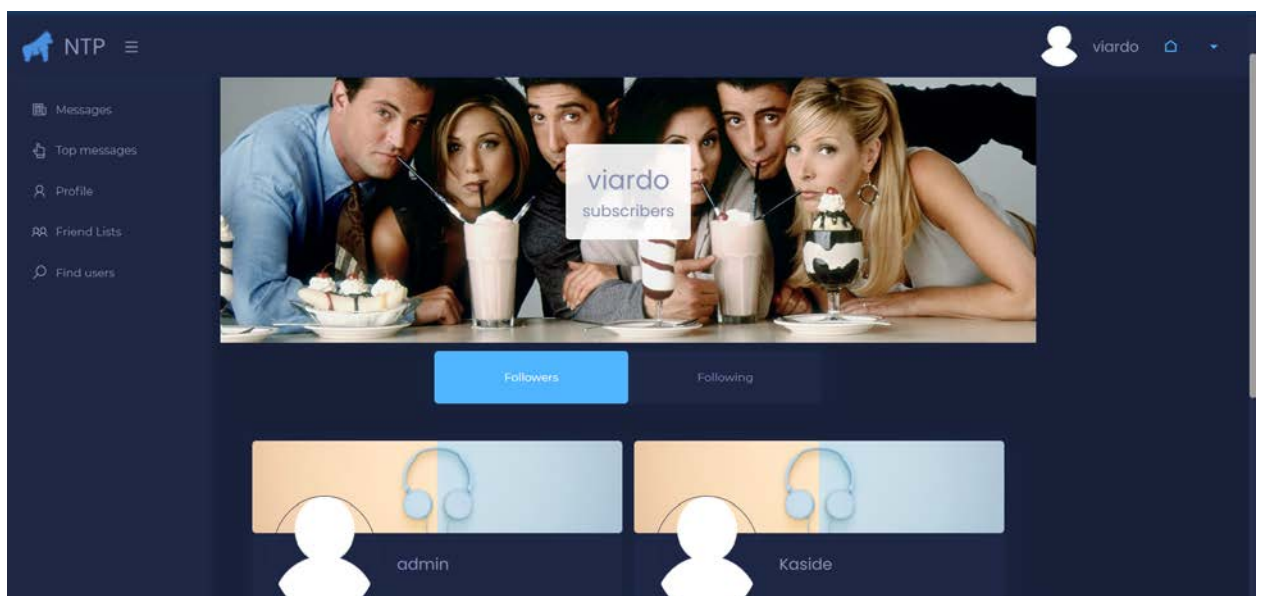 NTP
viardo
Messages
Top messages
Profile
Friend Lists
Find users
viardo
subscribers
Followers
Following
admin
Kaside